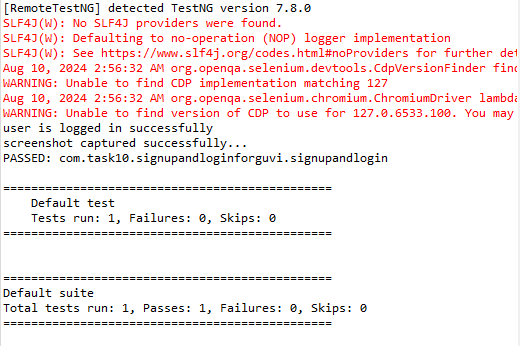 [RemoteTestNG] detected TestNG version 7.8.0
SLF4J(W): No SLF4J providers were found.
SLF4J(W): Defaulting to no-operation (NOP) logger implementation
SLF4J(W): See https://www.slf4j.org/codes.html#noProviders for further det
Aug 10, 2024 2:56:32 AM org.openqa.selenium.devtools.CdpVersionFinder find
WARNING: Unable to find CDP implementation matching 127
Aug 10, 2024 2:56:32 AM org.openqa.selenium.chromium.ChromiumDriver lambda
WARNING: Unable to find version of CDP to use for 127.0.6533.100. You may
user is logged in successfully
screenshot captured successfully...
PASSED: com.task10.signupandloginforguvi.signupandlogin
===============================================
Default test
Tests run: 1, Failures: 0, Skips: 0
===============================================
===============================================
Default suite
Total tests run: 1, Passes: 1, Failures: 0, Skips: 0
===============================================